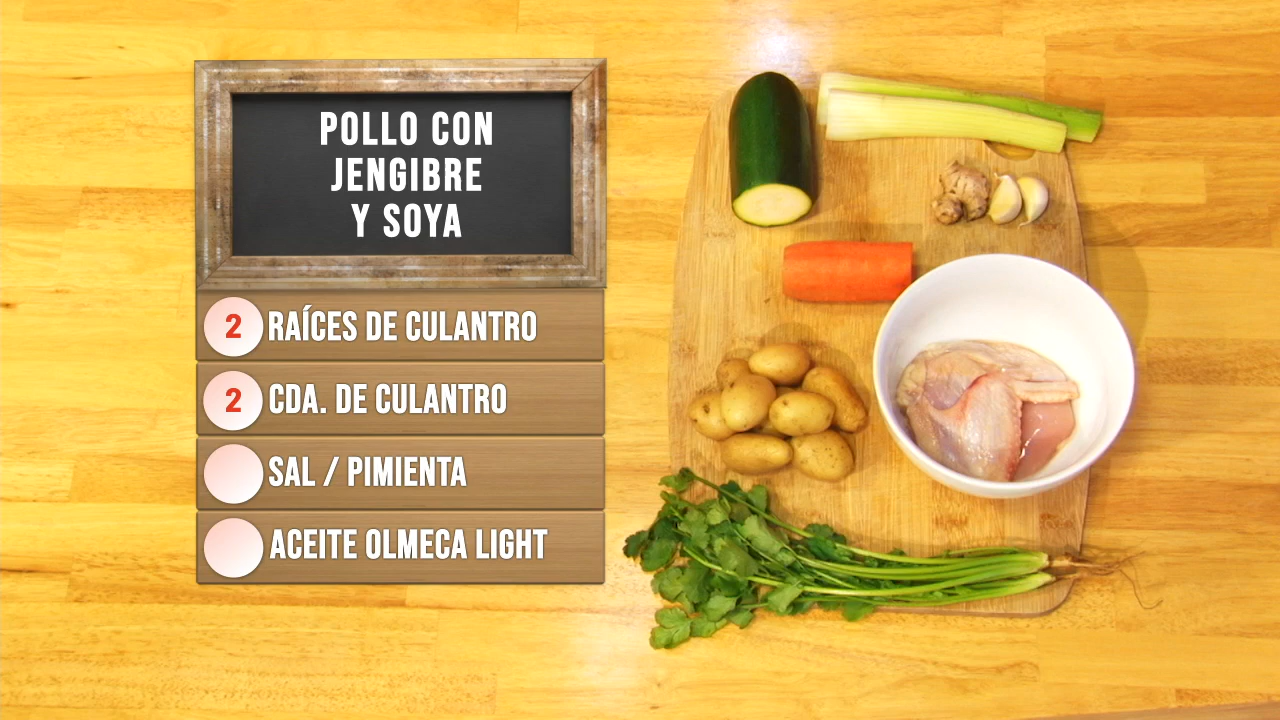 POLLO CON
JENGIBRE
Y SOYA
2 RAÍCES DE CULANTRO
2 CDA. DE CULANTRO
SAL / PIMIENTA
ACEITE OLMECA LIGHT